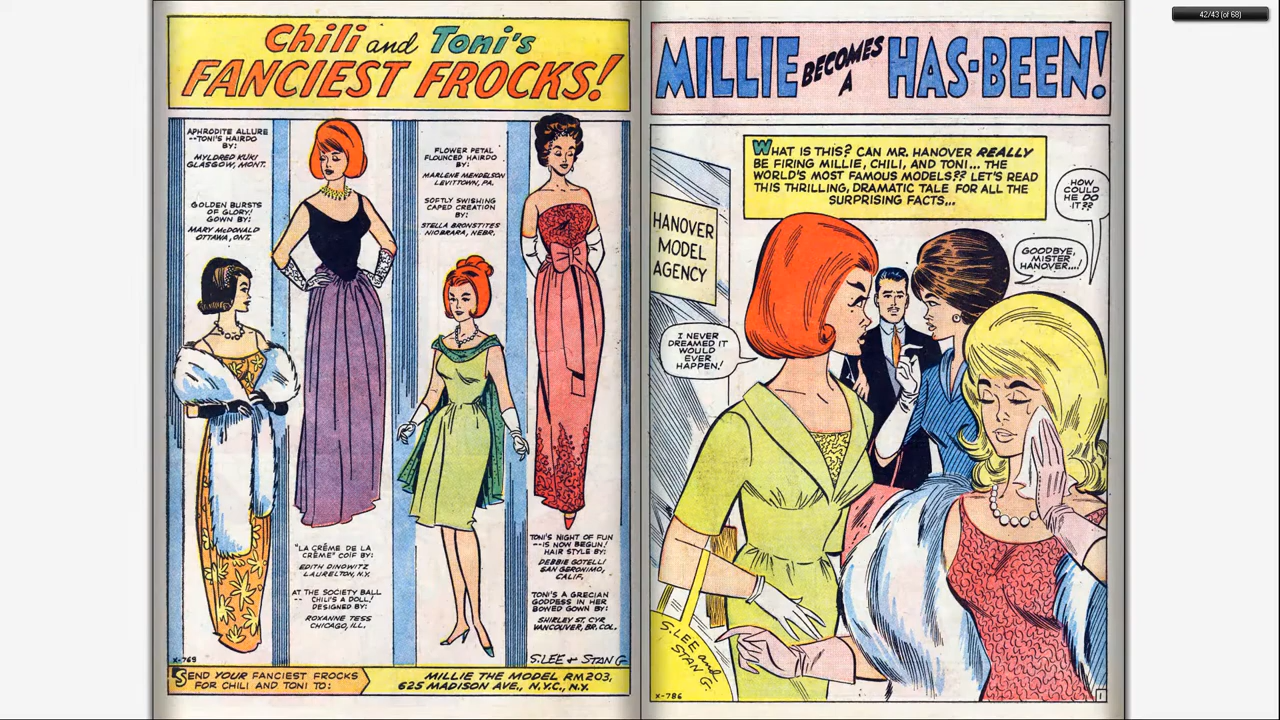 42/43 (of 68)
Chili and Toni's
FANCIEST FROCKS!
APHRODITE ALLURE
--TONI'S HAIRDO
BY:
MYLDRED KUKI
GLASGOW, MONT.
GOLDEN BURSTS
OF GLORY!
GOWN BY:
MARY McDONALD
OTTAWA, ONT.
FLOWER PETAL
FLOUNCED HAIRDO
BY:
MARLENE MENDELSON
LEVITTOWN, PA.
SOFTLY SWISHING
CAPED CREATION
BY:
STELLA BRONSTITES
NIOBRARA, NEBR.
"LA CRÊME DE LA
CRÈME" COIF BY:
EDITH DINOWITZ
LAURELTON, N.Y.
AT THE SOCIETY BALL
-- CHILI'S A DOLL!
DESIGNED BY:
ROXANNE TESS
CHICAGO, ILL.
TONI'S NIGHT OF FUN
--IS NOW BEGUN!
HAIR STYLE BY:
DEBBIE GOTELLI
SAN GERONIMO,
CALIF.
TONI'S A GRECIAN
GODDESS IN HER
BOWED GOWN BY:
SHIRLEY ST. CYR
VANCOUVER, BR. COL.
X-769
S. LEE + STAN G.
SEND YOUR FANCIEST FROCKS
FOR CHILI AND TONI TO:
MILLIE THE MODEL RM 203,
625 MADISON AVE., N.Y.C., N.Y.
MILLIE BECOMES A HAS-BEEN!
WHAT IS THIS? CAN MR. HANOVER REALLY
BE FIRING MILLIE, CHILI, AND TONI... THE
WORLD'S MOST FAMOUS MODELS?? LET'S READ
THIS THRILLING, DRAMATIC TALE FOR ALL THE
SURPRISING FACTS...
HOW
COULD
HE DO
IT??
GOODBYE,
MISTER
HANOVER....!
HANOVER
MODEL
AGENCY
I NEVER
DREAMED IT
WOULD
EVER
HAPPEN!
S. LEE and
STAN G.
X-786
1